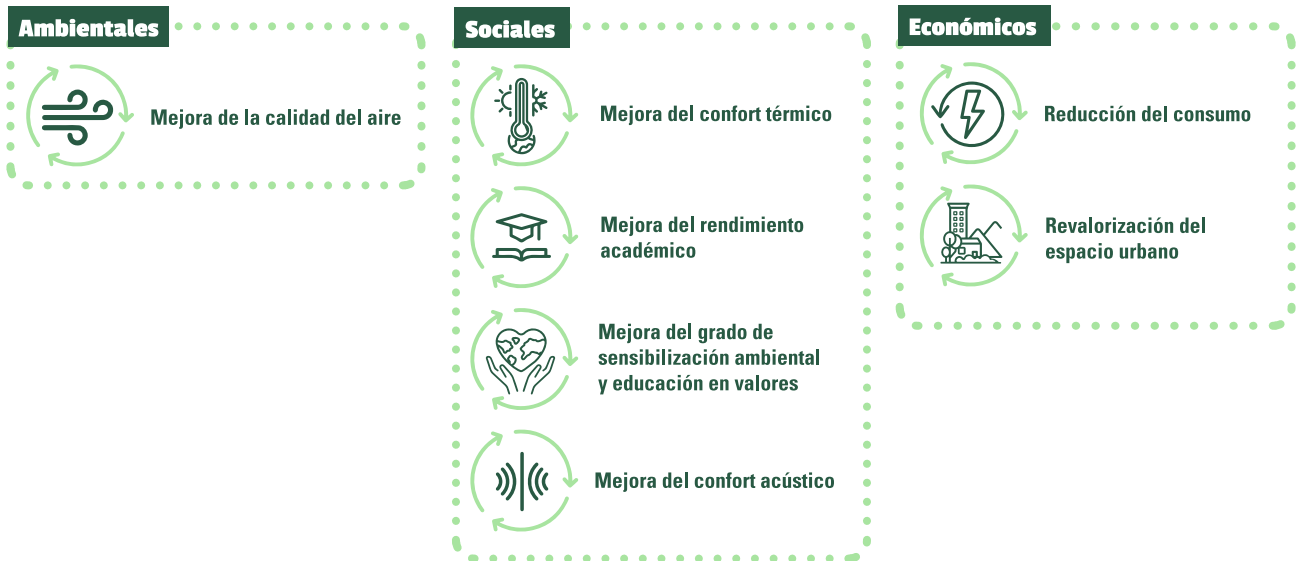 Ambientales
Mejora de la calidad del aire
Sociales
Mejora del confort térmico
Mejora del rendimiento
académico
Mejora del grado de
sensibilización ambiental
y educación en valores
Mejora del confort acústico
Económicos
Reducción del consumo
Revalorización del
espacio urbano